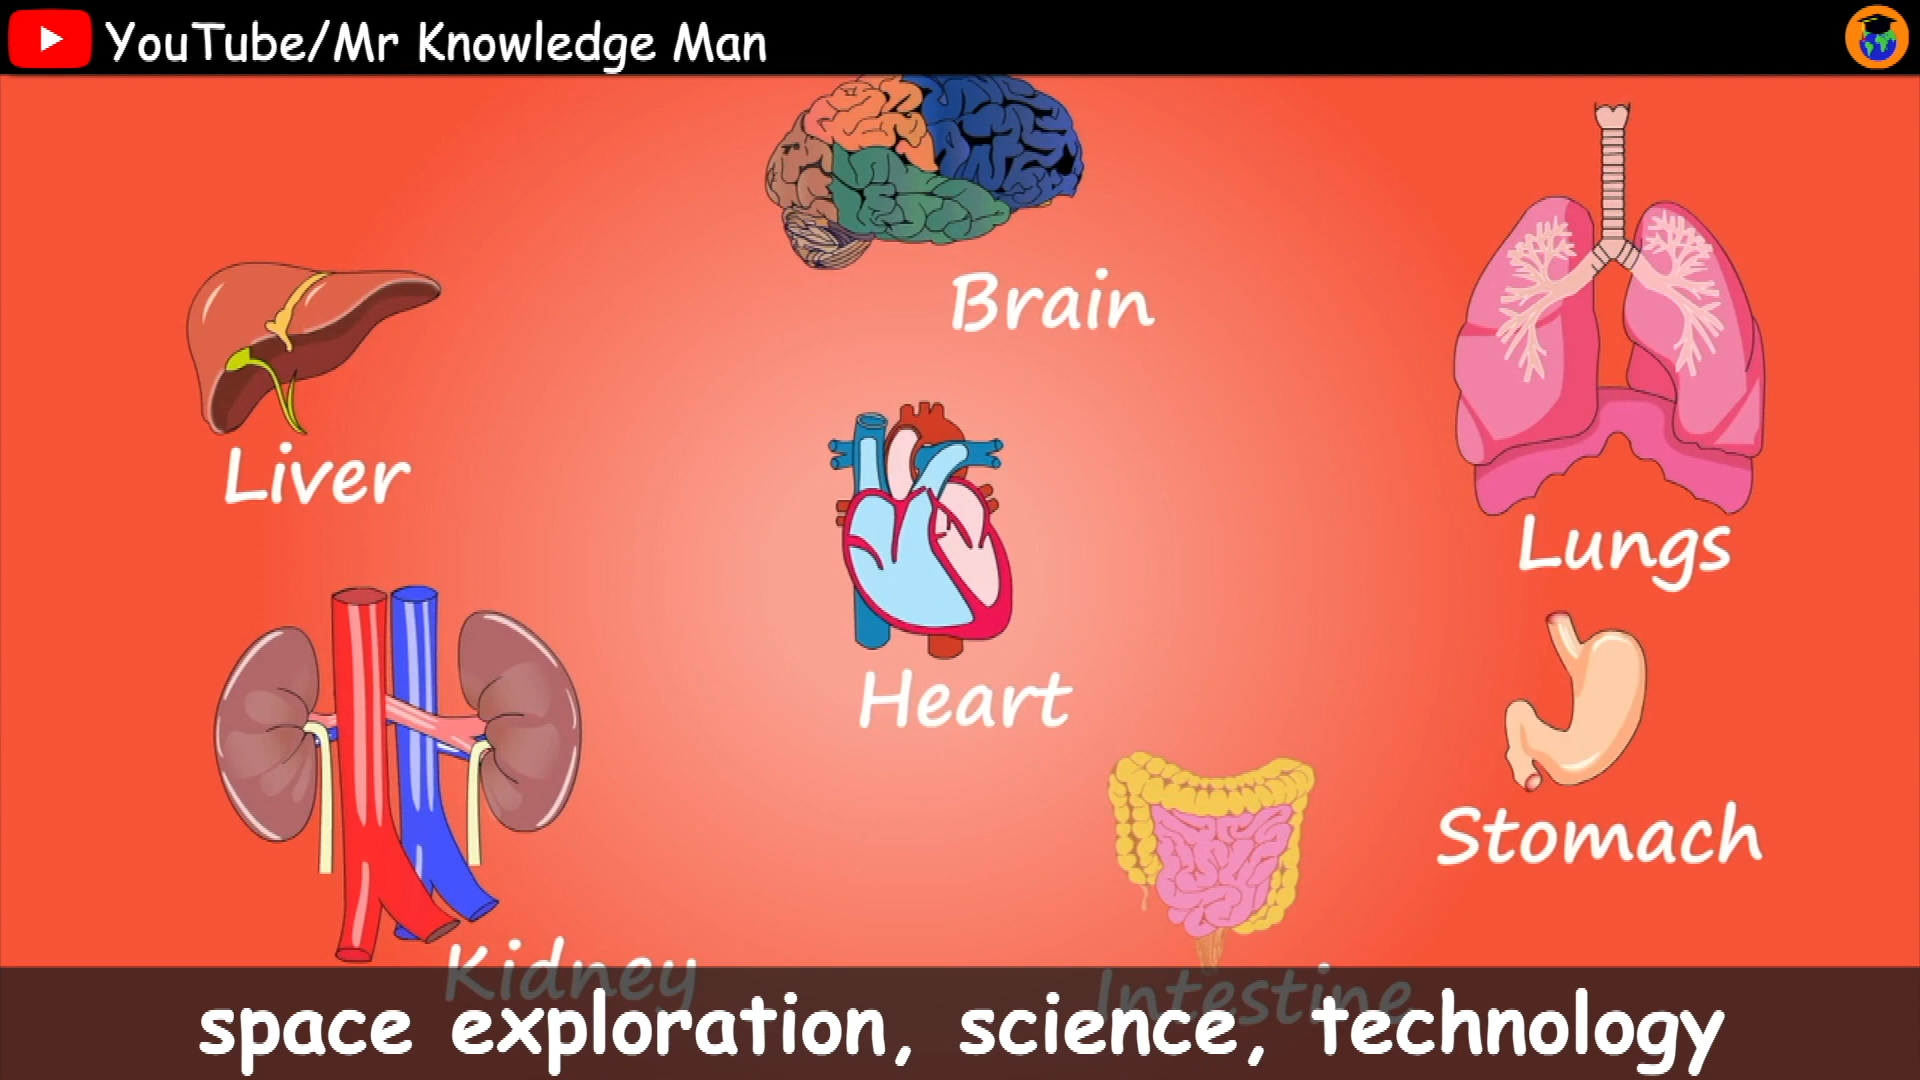 YouTube/Mr Knowledge Man
Brain
Liver
Lungs
Heart
Stomach
Kidney
Intestine
space exploration, science, technology